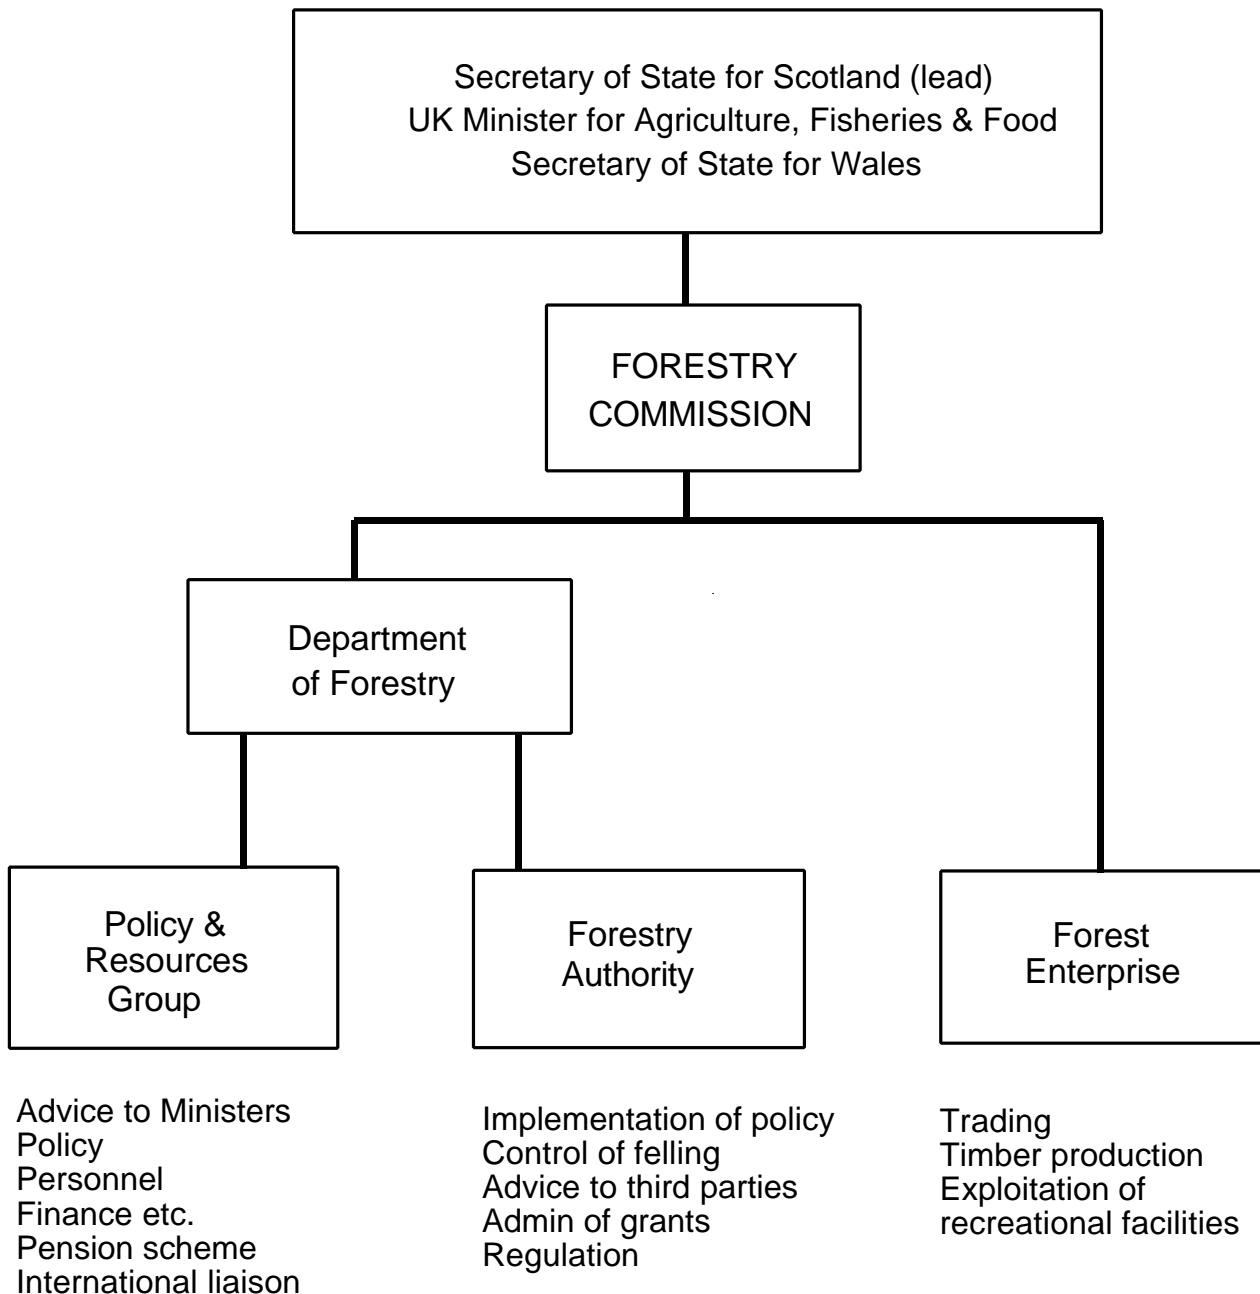 Secretary of State for Scotland (lead)
UK Minister for Agriculture, Fisheries & Food
Secretary of State for Wales
FORESTRY
COMMISSION
Department
of Forestry
Policy &
Resources
Group
Forestry
Authority
Forest
Enterprise
Advice to Ministers
Policy
Personnel
Finance etc.
Pension scheme
International liaison
Implementation of policy
Control of felling
Advice to third parties
Admin of grants
Regulation
Trading
Timber production
Exploitation of
recreational facilities